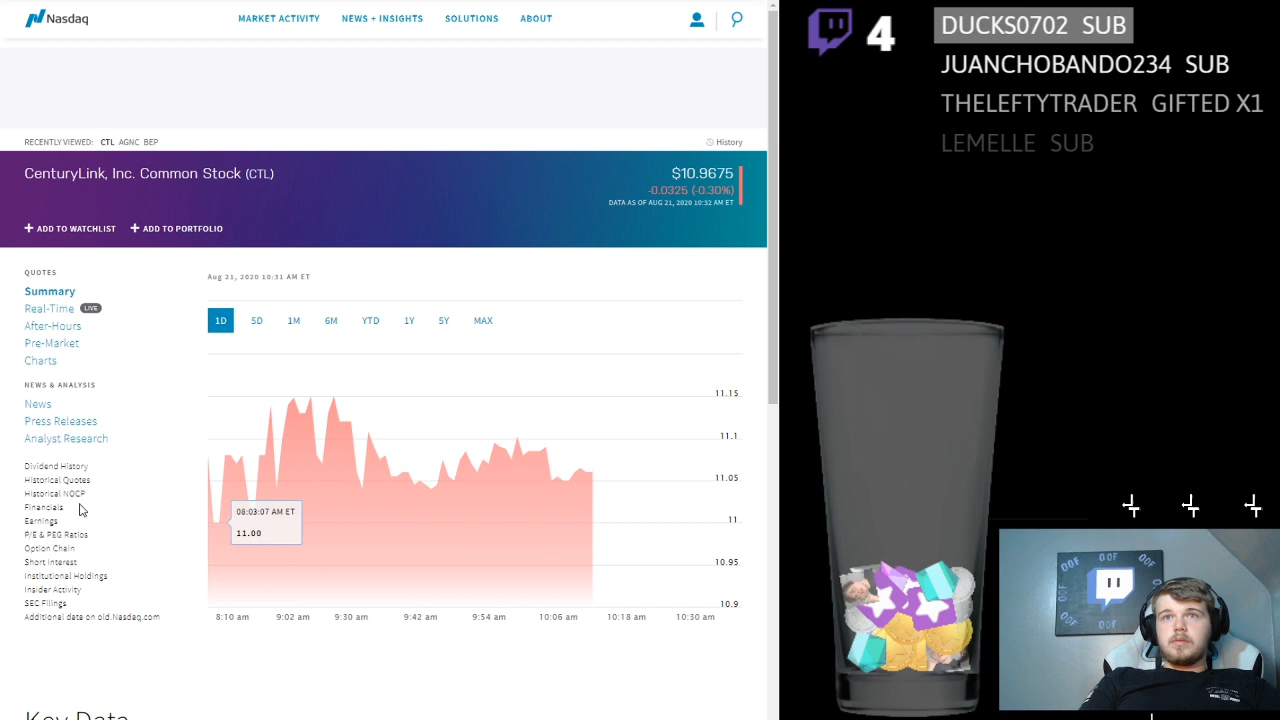 Nasdaq
MARKET ACTIVITY NEWS + INSIGHTS SOLUTIONS ABOUT
RECENTLY VIEWED: CTL AGNC BEP
History
CenturyLink, Inc. Common Stock (CTL)
$10.9675
-0.0325 (-0.30%)
DATA AS OF AUG 21, 2020 10:32 AM ET
+ ADD TO WATCHLIST + ADD TO PORTFOLIO
QUOTES
Summary
Real-Time LIVE
After-Hours
Pre-Market
Charts
NEWS & ANALYSIS
News
Press Releases
Analyst Research
Dividend History
Historical Quotes
Historical NOCP
Financials
Earnings
P/E & PEG Ratios
Option Chain
Short Interest
Institutional Holdings
Insider Activity
SEC Filings
Additional data on old.Nasdaq.com
Aug 21, 2020 10:31 AM ET
1D 5D 1M 6M YTD 1Y 5Y MAX
11.15
11.1
11.05
11
10.95
10.9
08:03:07 AM ET
11.00
8:10 am 9:02 am 9:30 am 9:42 am 9:54 am 10:06 am 10:18 am 10:30 am
Key Data
4
DUCKS0702 SUB
JUANCHOBANDO234 SUB
THELEFTYTRADER GIFTED X1
LEMELLE SUB
OOF OOF OOF
OOF OOF
OOF OOF OOF